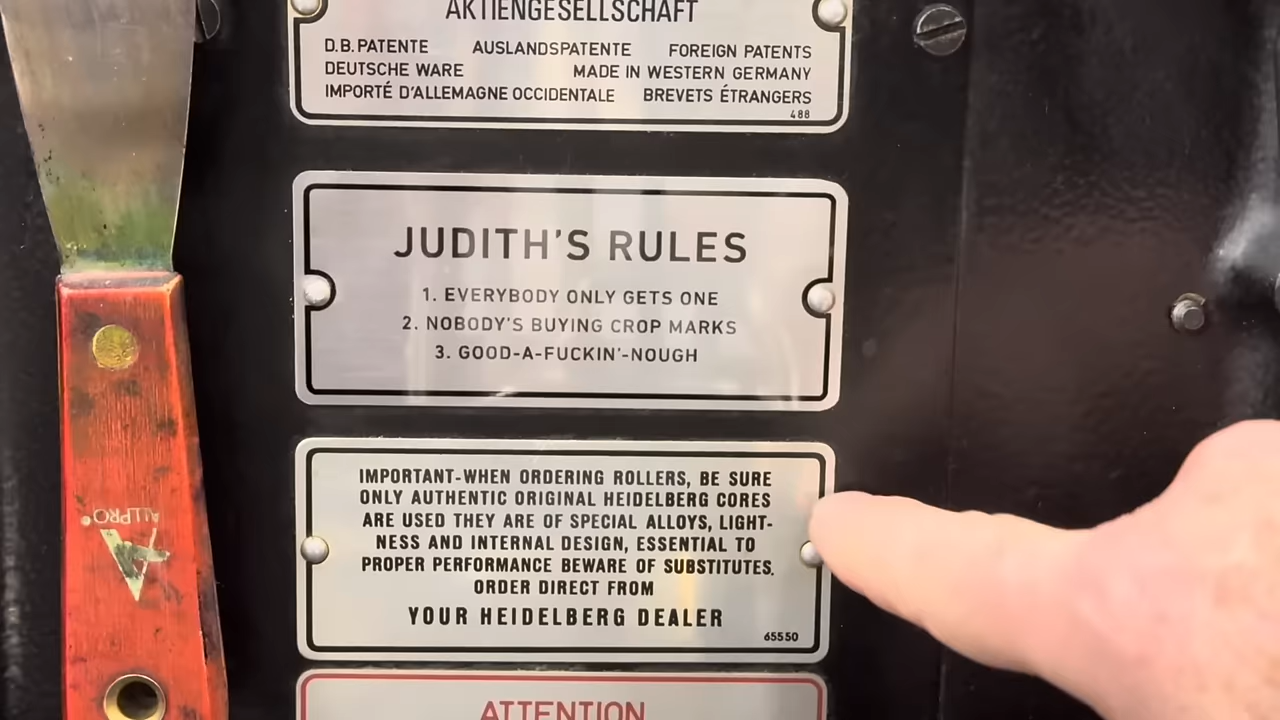 AKTIENGESELLSCHAFT
D.B. PATENTE AUSLANDSPATENTE FOREIGN PATENTS
DEUTSCHE WARE MADE IN WESTERN GERMANY
IMPORTÉ D'ALLEMAGNE OCCIDENTALE BREVETS ÉTRANGERS
488
JUDITH'S RULES
1. EVERYBODY ONLY GETS ONE
2. NOBODY'S BUYING CROP MARKS
3. GOOD-A-FUCKIN'-NOUGH
ALLPRO®
IMPORTANT-WHEN ORDERING ROLLERS, BE SURE
ONLY AUTHENTIC ORIGINAL HEIDELBERG CORES
ARE USED THEY ARE OF SPECIAL ALLOYS, LIGHT-
NESS AND INTERNAL DESIGN, ESSENTIAL TO
PROPER PERFORMANCE BEWARE OF SUBSTITUTES.
ORDER DIRECT FROM
YOUR HEIDELBERG DEALER
65550
ATTENTION